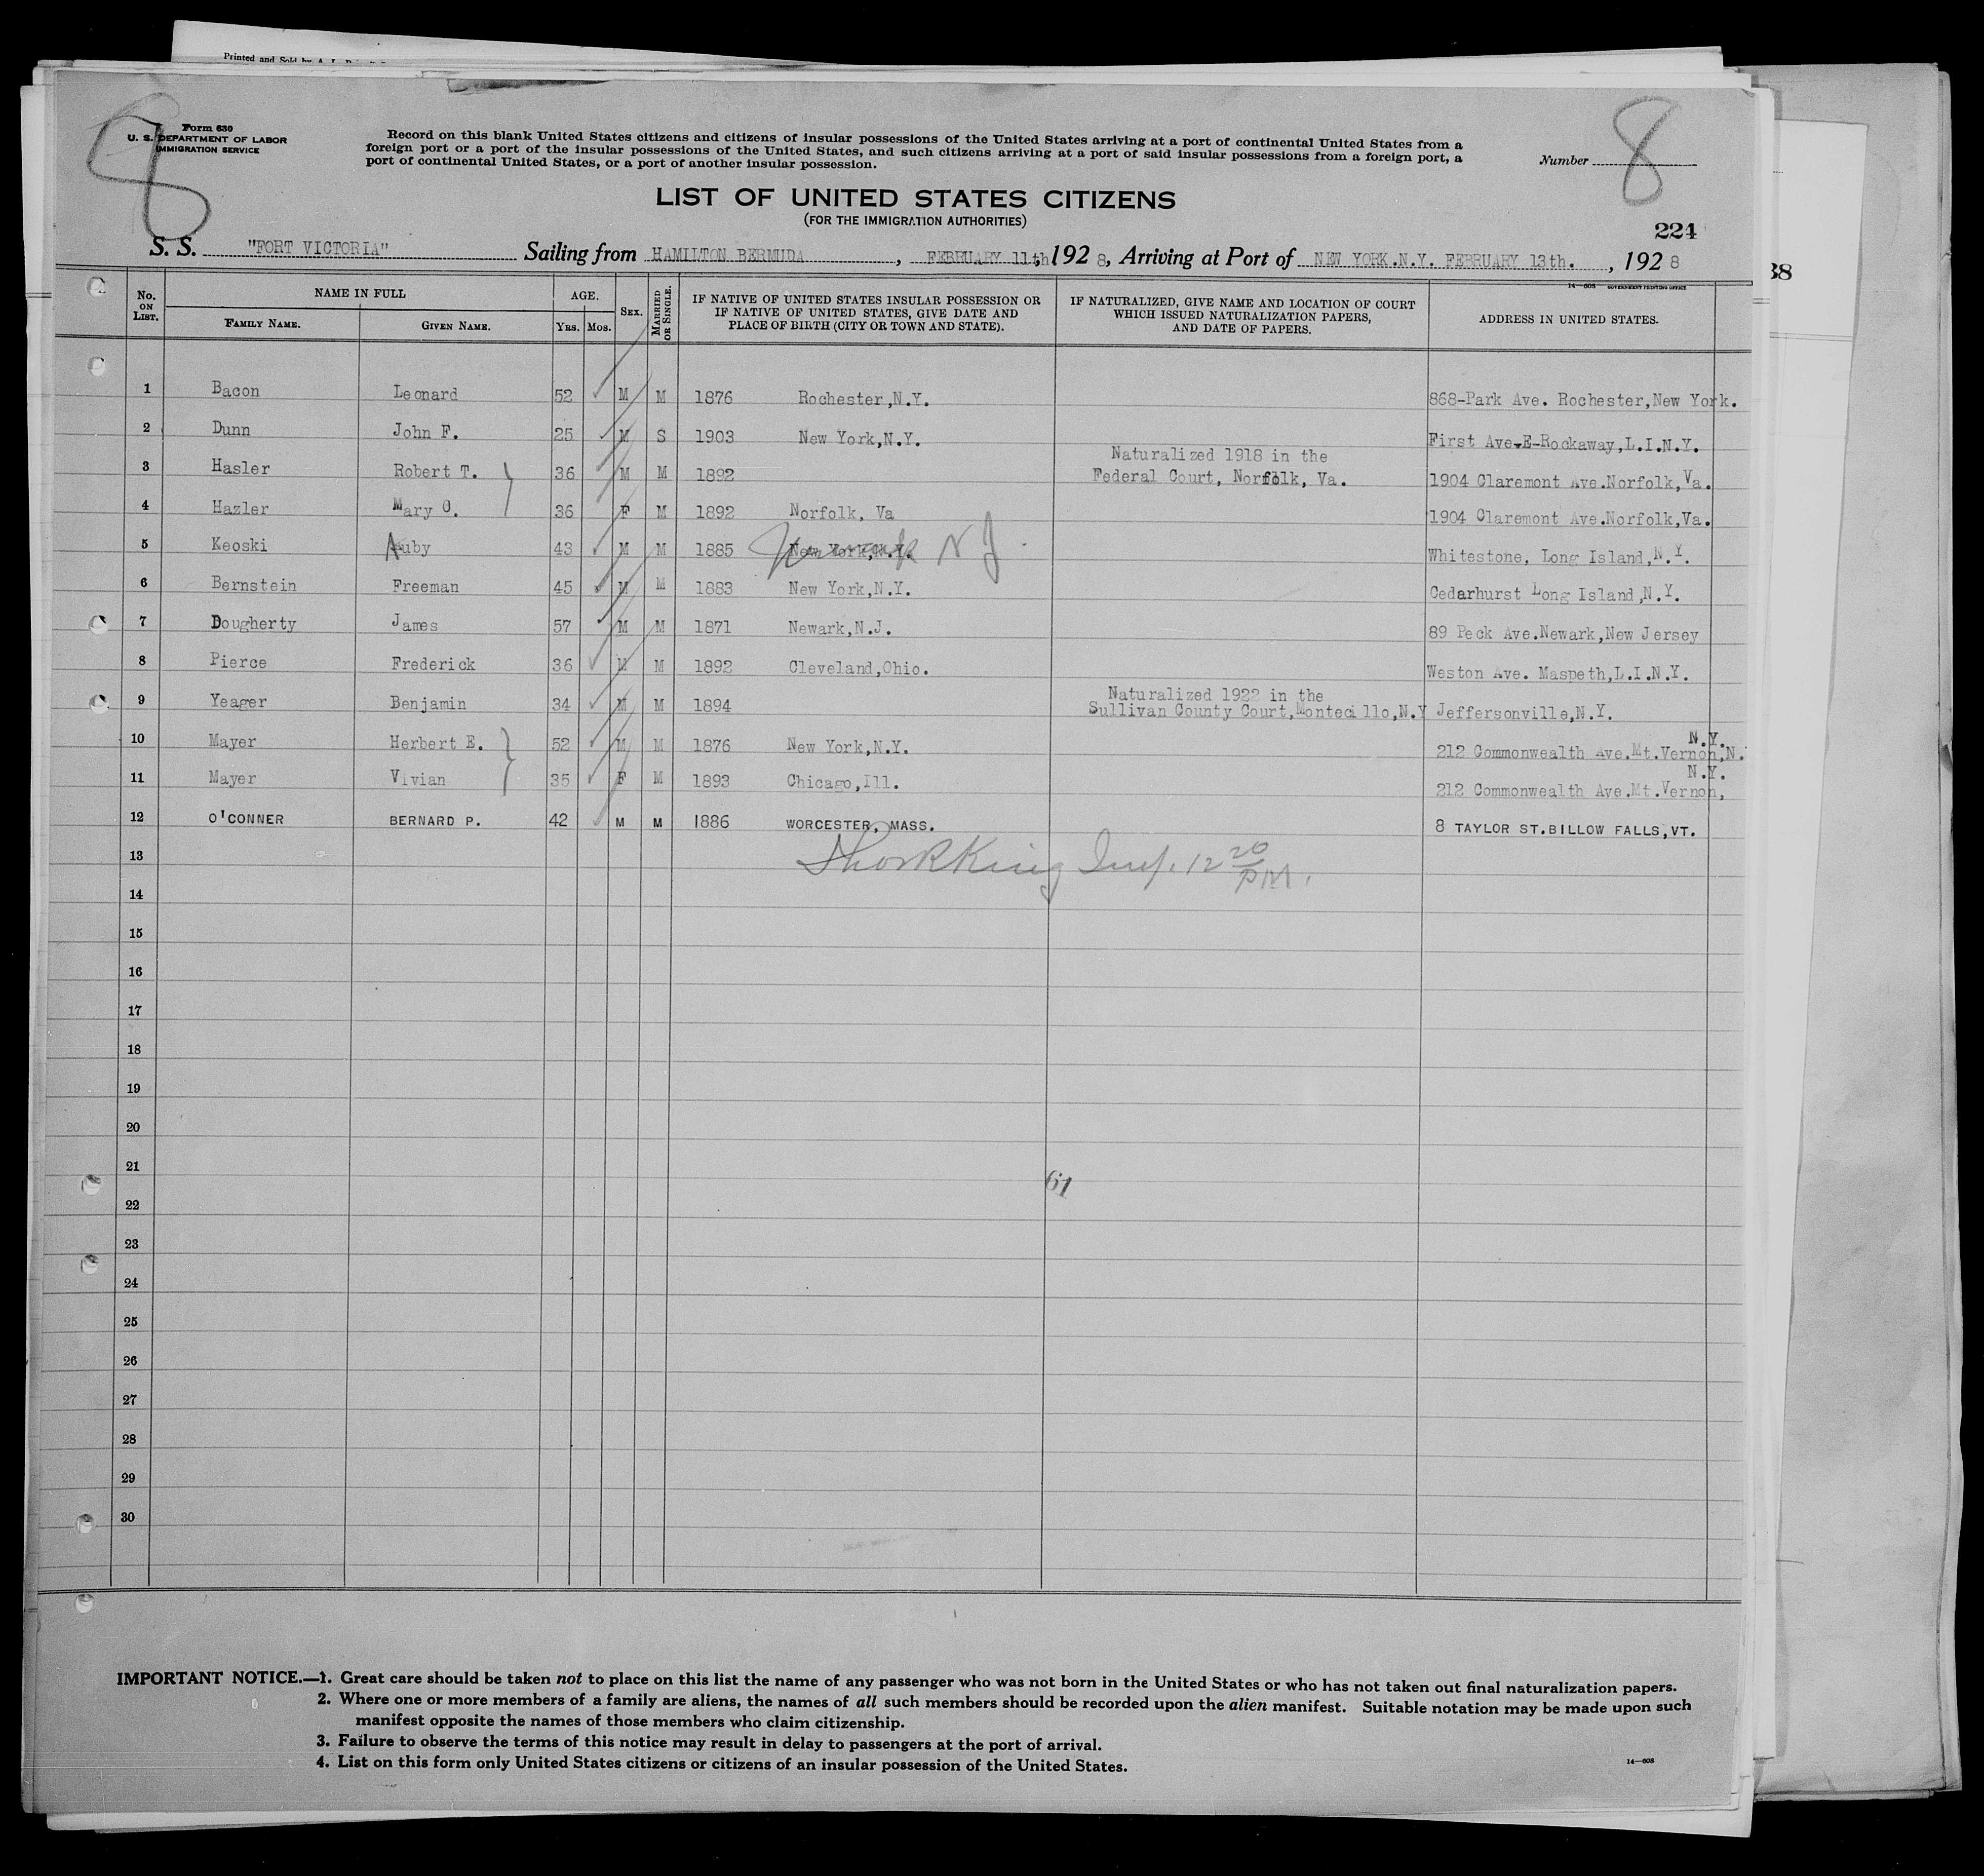 Printed and Sold by A. L.
8
8
Form 630
U. S. DEPARTMENT OF LABOR
IMMIGRATION SERVICE
Record on this blank United States citizens and citizens of insular possessions of the United States arriving at a port of continental United States from a
foreign port or a port of the insular possessions of the United States, and such citizens arriving at a port of said insular possessions from a foreign port, a
port of continental United States, or a port of another insular possession.
Number
LIST OF UNITED STATES CITIZENS
(FOR THE IMMIGRATION AUTHORITIES)
224
S. S. "FORT VICTORIA" Sailing from HAMILTON BERMUDA, FEBRUARY 11th, 1928, Arriving at Port of NEW YORK.N.Y. FEBRUARY 13th., 1928
38
14—608 GOVERNMENT PRINTING OFFICE
No. ON LIST. NAME IN FULL FAMILY NAME. GIVEN NAME. AGE. YRS. MOS. SEX. MARRIED OR SINGLE. IF NATIVE OF UNITED STATES INSULAR POSSESSION OR IF NATIVE OF UNITED STATES, GIVE DATE AND PLACE OF BIRTH (CITY OR TOWN AND STATE). IF NATURALIZED, GIVE NAME AND LOCATION OF COURT WHICH ISSUED NATURALIZATION PAPERS, AND DATE OF PAPERS. ADDRESS IN UNITED STATES.
1 Bacon Leonard 52 M M 1876 Rochester,N.Y. 868-Park Ave. Rochester,New York.
2 Dunn John F. 25 M S 1903 New York,N.Y. First Ave.E-Rockaway,L.I.N.Y.
3 Hasler Robert T. 36 M M 1892 Naturalized 1918 in the Federal Court, Norfolk, Va. 1904 Claremont Ave.Norfolk,Va.
4 Hazler Mary C. 36 F M 1892 Norfolk, Va 1904 Claremont Ave.Norfolk,Va.
5 Keoski Auby 43 M M 1885 New York,N.Y. Newark N J Whitestone, Long Island,N.Y.
6 Bernstein Freeman 45 M M 1883 New York,N.Y. Cedarhurst Long Island,N.Y.
7 Dougherty James 57 M M 1871 Newark,N.J. 89 Peck Ave.Newark,New Jersey
8 Pierce Frederick 36 M M 1892 Cleveland,Ohio. Weston Ave. Maspeth,L.I.N.Y.
9 Yeager Benjamin 34 M M 1894 Naturalized 1922 in the Sullivan County Court,Montecillo,N.Y Jeffersonville,N.Y.
10 Mayer Herbert E. 52 M M 1876 New York,N.Y. 212 Commonwealth Ave.Mt.Vernon,N. N.Y.
11 Mayer Vivian 35 F M 1893 Chicago,Ill. 212 Commonwealth Ave.Mt.Vernon, N.Y.
12 O'CONNER BERNARD P. 42 M M 1886 WORCESTER, MASS. 8 TAYLOR ST.BILLOW FALLS,VT.
13 King Insp. 12 20 PM.
14
15
16
17
18
19
20
21
61
22
23
24
25
26
27
28
29
30
IMPORTANT NOTICE.—1. Great care should be taken not to place on this list the name of any passenger who was not born in the United States or who has not taken out final naturalization papers.
2. Where one or more members of a family are aliens, the names of all such members should be recorded upon the alien manifest. Suitable notation may be made upon such
manifest opposite the names of those members who claim citizenship.
3. Failure to observe the terms of this notice may result in delay to passengers at the port of arrival.
4. List on this form only United States citizens or citizens of an insular possession of the United States.
14—608